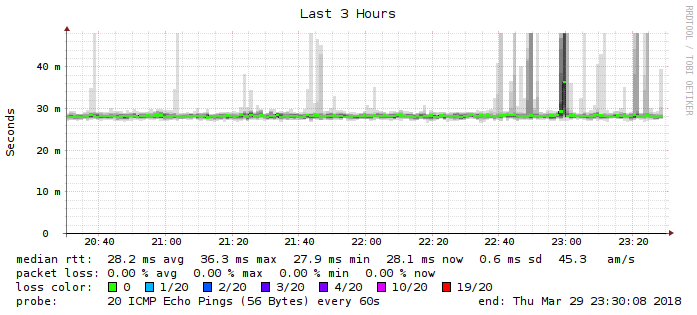 Last 3 Hours
RRDTOOL / TOBI OETIKER
Seconds
40 m
30 m
20 m
10 m
0
20:40 21:00 21:20 21:40 22:00 22:20 22:40 23:00 23:20
median rtt: 28.2 ms avg 36.3 ms max 27.9 ms min 28.1 ms now 0.6 ms sd 45.3 am/s
packet loss: 0.00 % avg 0.00 % max 0.00 % min 0.00 % now
loss color: 0 1/20 2/20 3/20 4/20 10/20 19/20
probe: 20 ICMP Echo Pings (56 Bytes) every 60s end: Thu Mar 29 23:30:08 2018